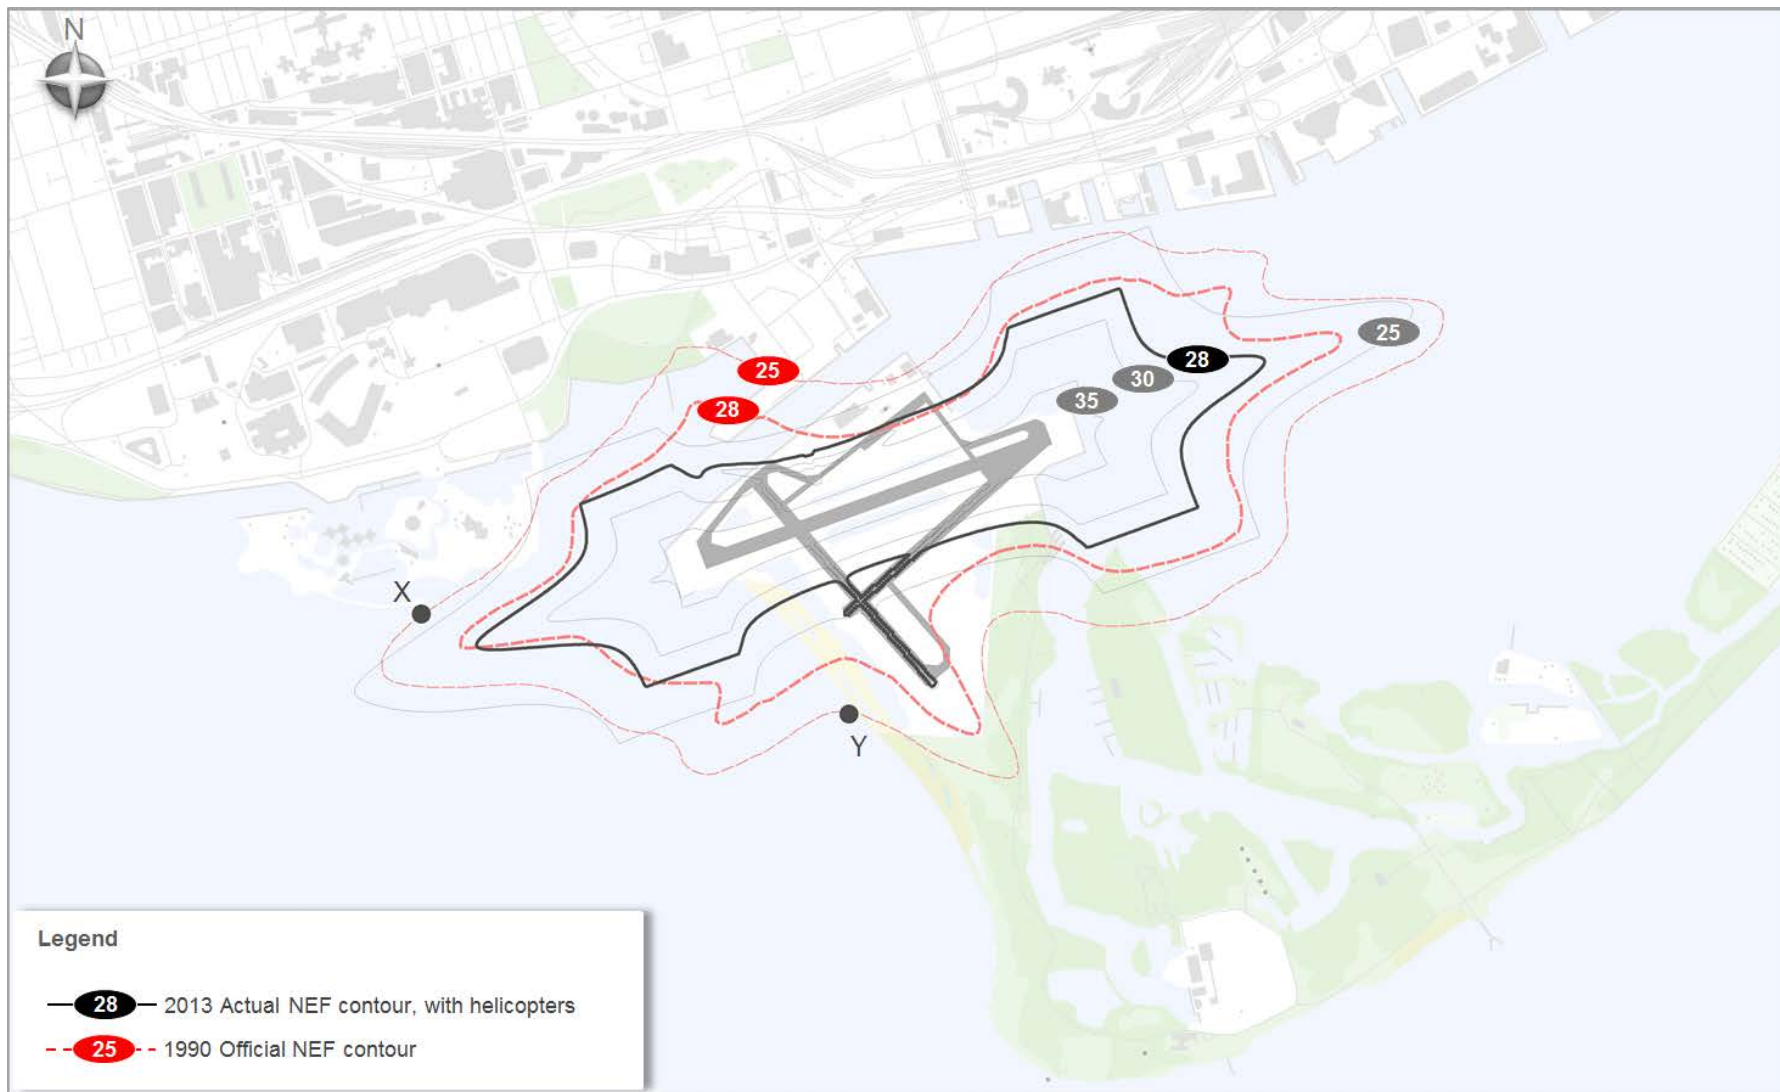 N
25
28
25
28
30
35
X
Y
Legend
28 2013 Actual NEF contour, with helicopters
25 1990 Official NEF contour